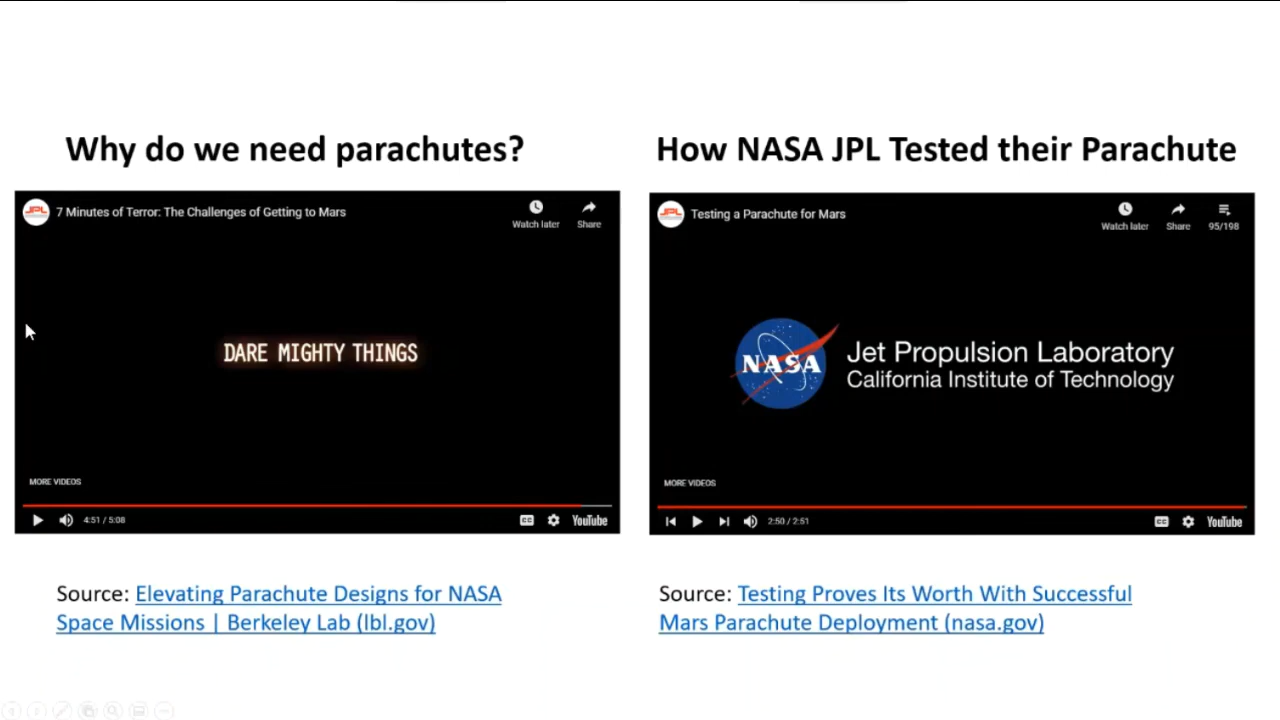 Why do we need parachutes?
How NASA JPL Tested their Parachute
JPL
7 Minutes of Terror: The Challenges of Getting to Mars
Watch later
Share
DARE MIGHTY THINGS
MORE VIDEOS
4:51 / 5:08
CC
YouTube
JPL
Testing a Parachute for Mars
Watch later
Share
95/198
NASA
Jet Propulsion Laboratory
California Institute of Technology
MORE VIDEOS
2:50 / 2:51
CC
YouTube
Source: Elevating Parachute Designs for NASA
Space Missions | Berkeley Lab (lbl.gov)
Source: Testing Proves Its Worth With Successful
Mars Parachute Deployment (nasa.gov)